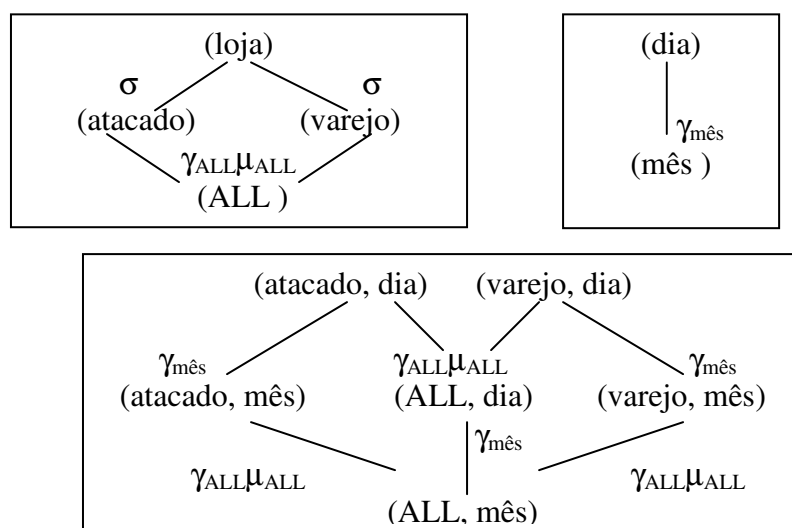 (loja)
σ σ
(atacado) (varejo)
γALLμALL
(ALL )
(dia)
γmês
(mês )
(atacado, dia) (varejo, dia)
γmês γALLμALL γmês
(atacado, mês) (ALL, dia) (varejo, mês)
γmês
γALLμALL γALLμALL
(ALL, mês)